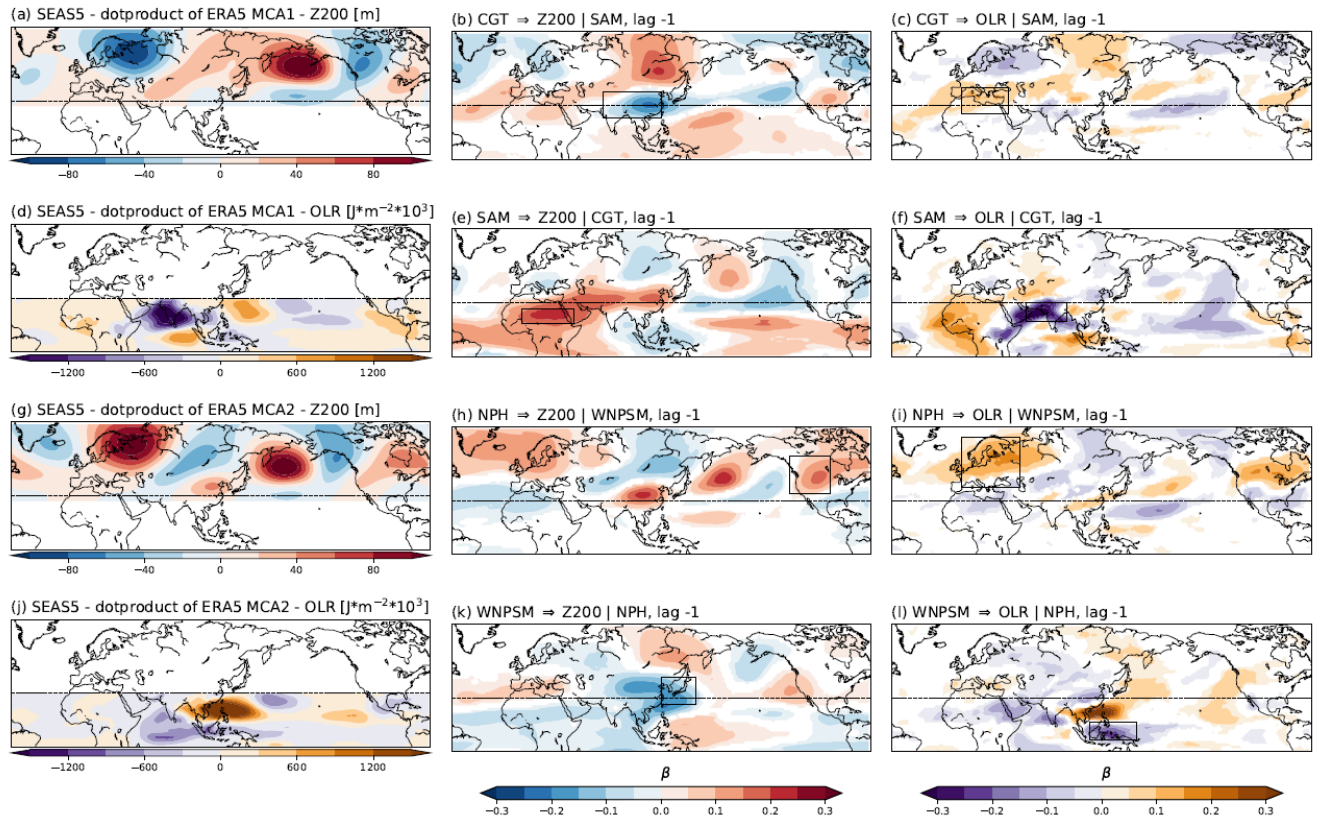 (a) SEAS5 - dotproduct of ERA5 MCA1 - Z200 [m]
(b) CGT ⇒ Z200 | SAM, lag -1
(c) CGT ⇒ OLR | SAM, lag -1
−80 −40 0 40 80
(d) SEAS5 - dotproduct of ERA5 MCA1 - OLR [J*m⁻²*10³]
(e) SAM ⇒ Z200 | CGT, lag -1
(f) SAM ⇒ OLR | CGT, lag -1
−1200 −600 0 600 1200
(g) SEAS5 - dotproduct of ERA5 MCA2 - Z200 [m]
(h) NPH ⇒ Z200 | WNPSM, lag -1
(i) NPH ⇒ OLR | WNPSM, lag -1
−80 −40 0 40 80
(j) SEAS5 - dotproduct of ERA5 MCA2 - OLR [J*m⁻²*10³]
(k) WNPSM ⇒ Z200 | NPH, lag -1
(l) WNPSM ⇒ OLR | NPH, lag -1
−1200 −600 0 600 1200
β
−0.3 −0.2 −0.1 0.0 0.1 0.2 0.3
β
−0.3 −0.2 −0.1 0.0 0.1 0.2 0.3